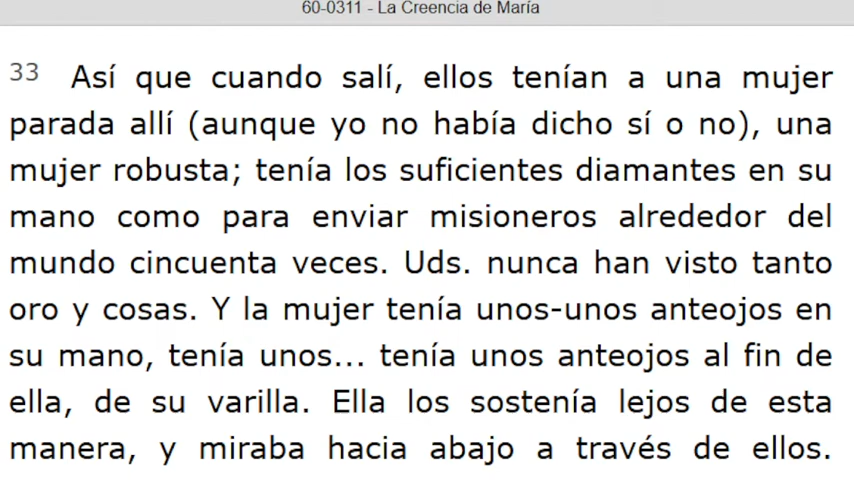 60-0311 - La Creencia de María
33 Así que cuando salí, ellos tenían a una mujer
parada allí (aunque yo no había dicho sí o no), una
mujer robusta; tenía los suficientes diamantes en su
mano como para enviar misioneros alrededor del
mundo cincuenta veces. Uds. nunca han visto tanto
oro y cosas. Y la mujer tenía unos-unos anteojos en
su mano, tenía unos... tenía unos anteojos al fin de
ella, de su varilla. Ella los sostenía lejos de esta
manera, y miraba hacia abajo a través de ellos.